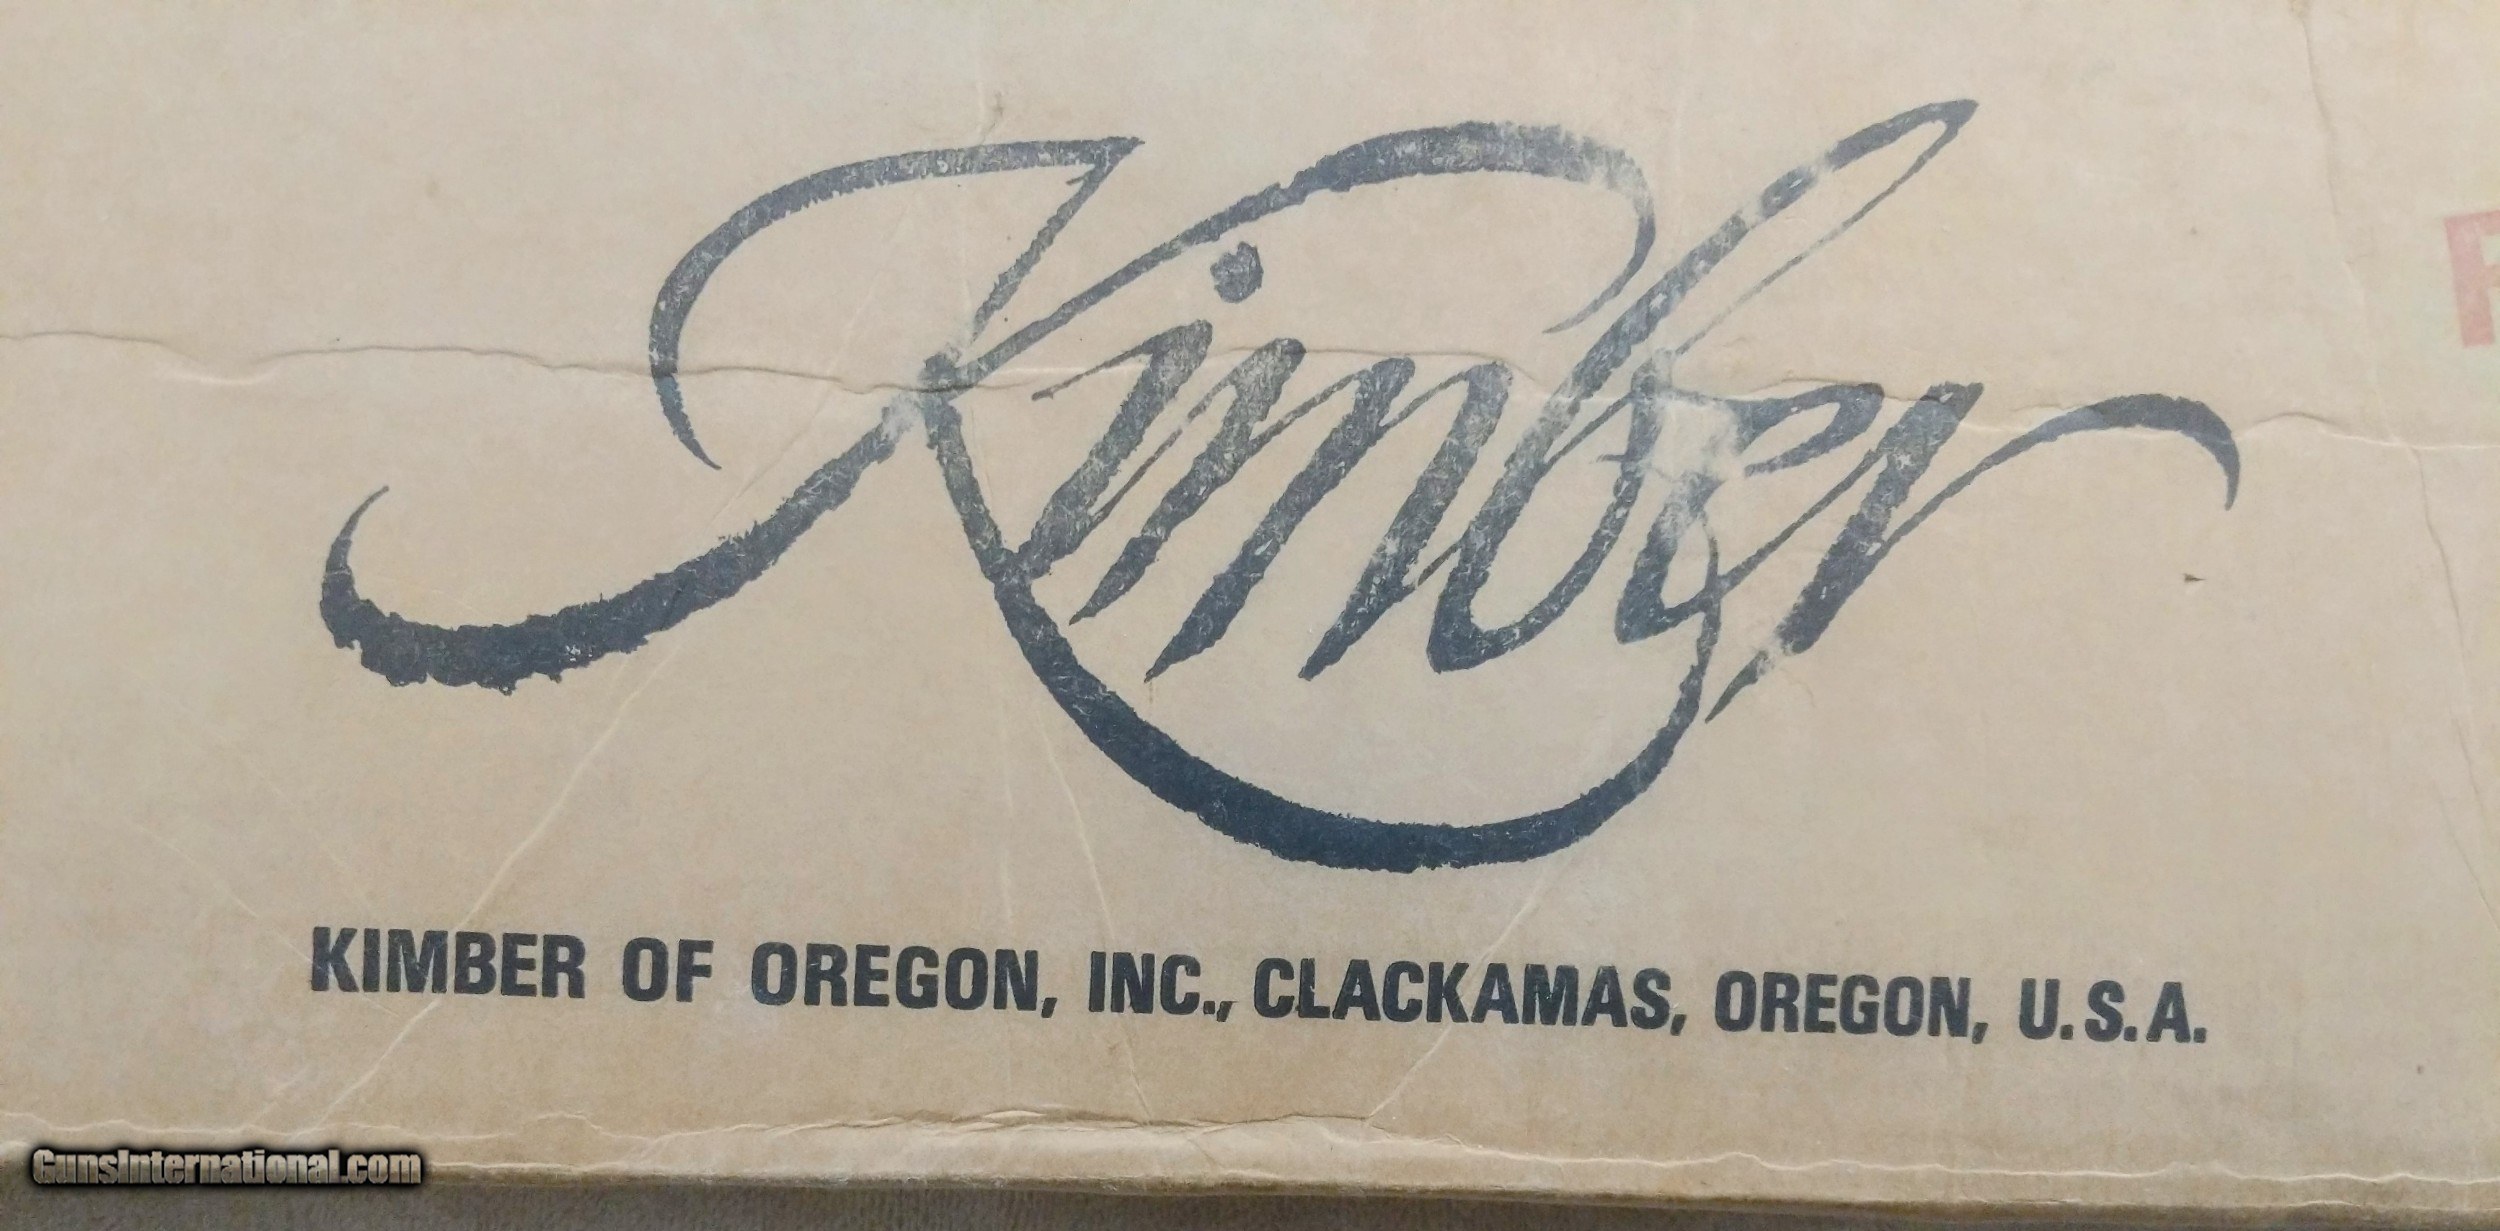 Kimber
KIMBER OF OREGON, INC., CLACKAMAS, OREGON, U.S.A.
GunsInternational.com